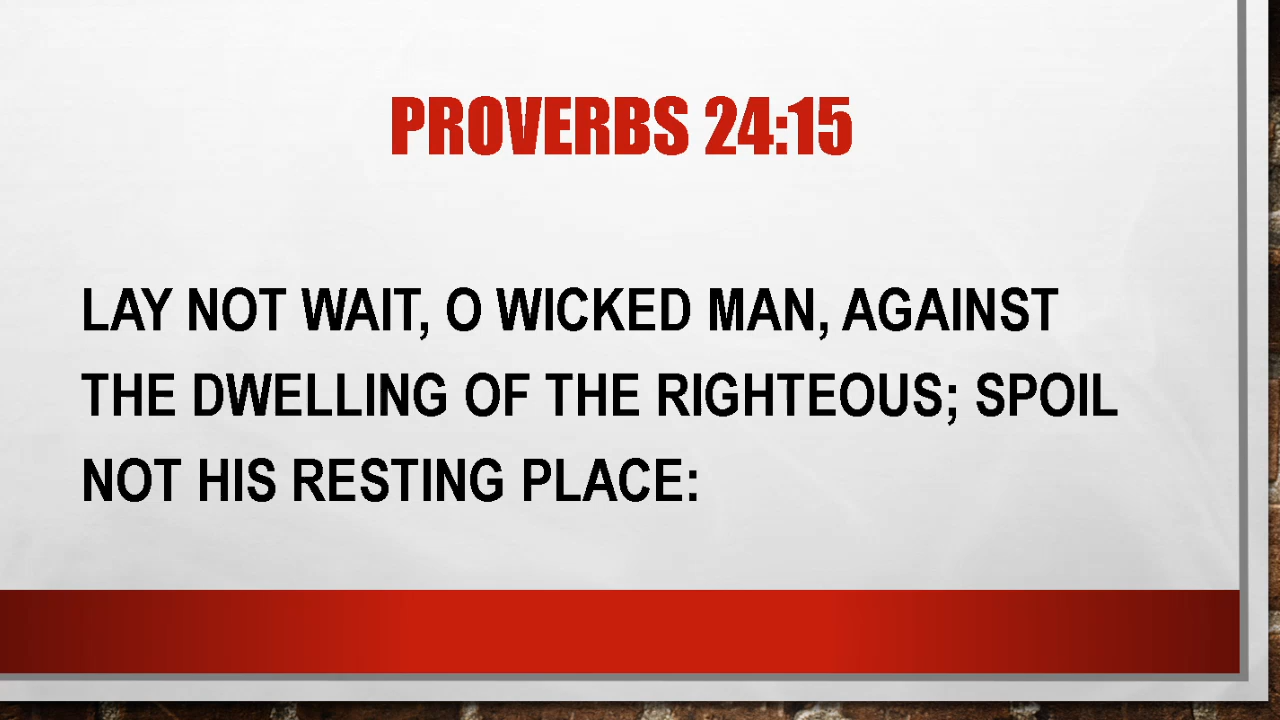 PROVERBS 24:15
LAY NOT WAIT, O WICKED MAN, AGAINST
THE DWELLING OF THE RIGHTEOUS; SPOIL
NOT HIS RESTING PLACE: